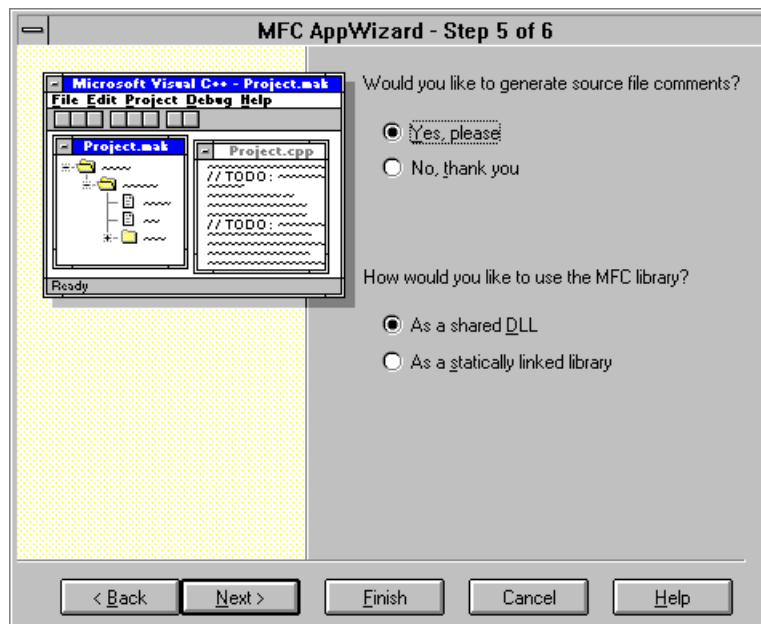 MFC AppWizard - Step 5 of 6
Microsoft Visual C++ - Project.mak
File Edit Project Debug Help
Project.mak
Project.cpp
// TODO:
// TODO:
Ready
Would you like to generate source file comments?
Yes, please
No, thank you
How would you like to use the MFC library?
As a shared DLL
As a statically linked library
< Back
Next >
Finish
Cancel
Help